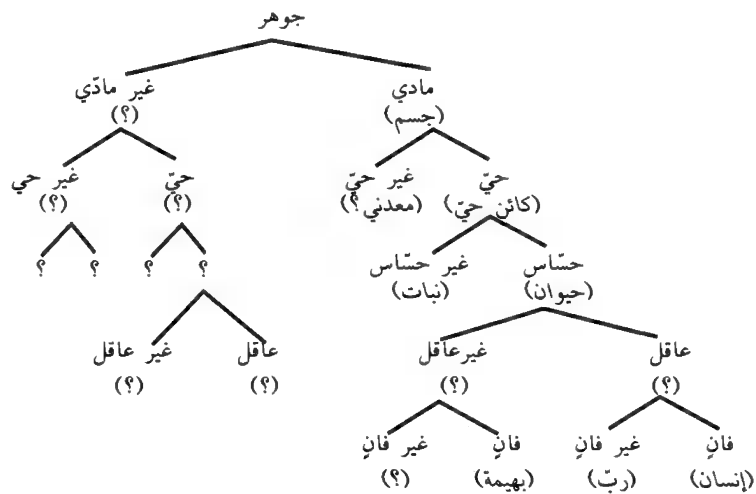 جوهر
مادي غير مادّي
(جسم) (؟)
حيّ غير حيّ حيّ غير حي
(كائن حيّ) (معدني؟) (؟) (؟)
حسّاس غير حسّاس ؟ ؟ ؟ ؟
(حيوان) (نبات)
عاقل غيرعاقل عاقل غير عاقل
(؟) (؟) (؟) (؟)
فانٍ غير فانٍ فانٍ غير فانٍ
(إنسان) (ربّ) (بهيمة) (؟)